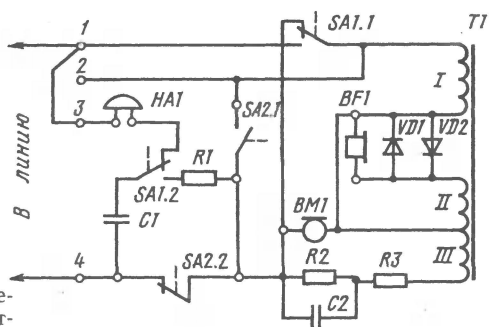 1
SA1.1
T1
2
I
3
HA1
SA2.1
BF1
VD1
VD2
В линию
R1
SA1.2
BM1
II
C1
III
4
SA2.2
R2
R3
C2
е-
т-